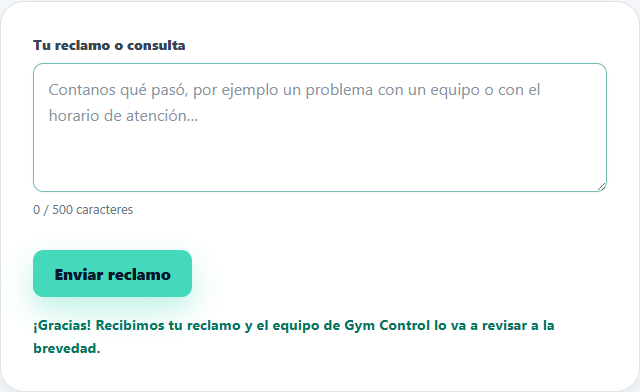 Tu reclamo o consulta
Contanos qué pasó, por ejemplo un problema con un equipo o con el
horario de atención...
0 / 500 caracteres
Enviar reclamo
¡Gracias! Recibimos tu reclamo y el equipo de Gym Control lo va a revisar a la
brevedad.